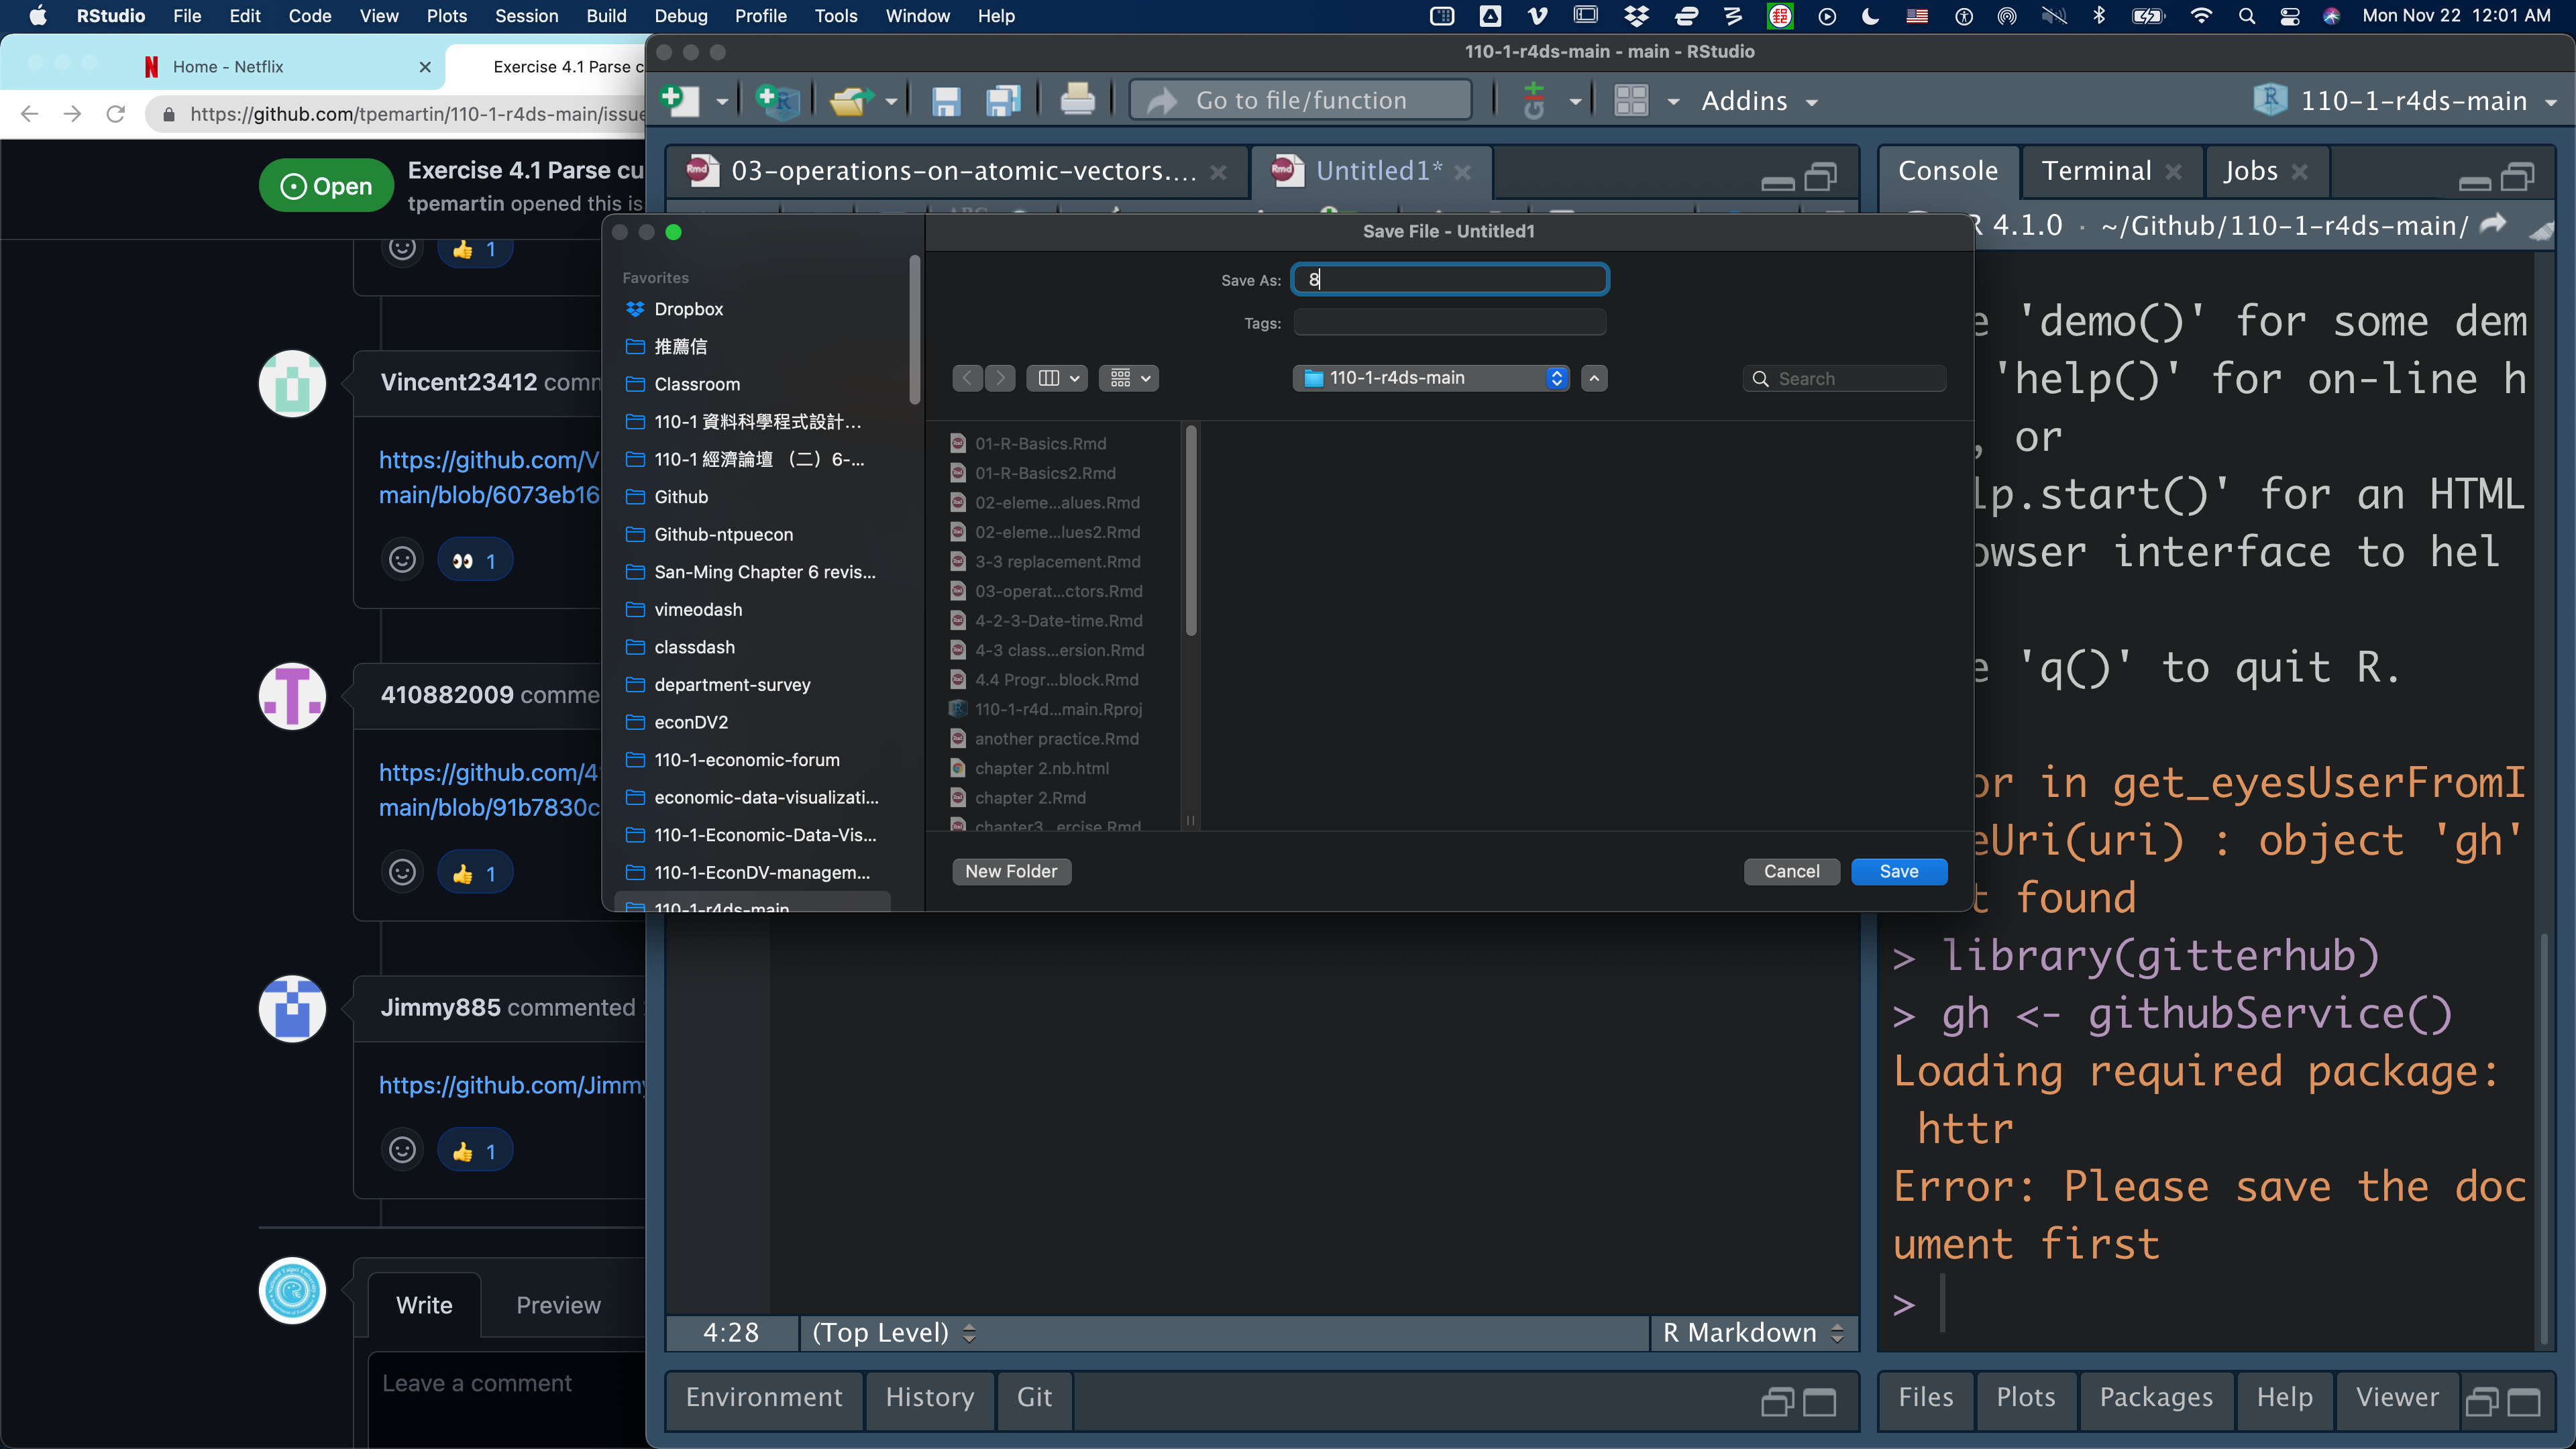 RStudio File Edit Code View Plots Session Build Debug Profile Tools Window Help Mon Nov 22 12:01 AM
Home - Netflix
Exercise 4.1 Parse c
https://github.com/tpemartin/110-1-r4ds-main/issue
Open
Exercise 4.1 Parse cu
tpemartin opened this is
1
Vincent23412 comm
https://github.com/V
main/blob/6073eb16
1
410882009 comme
https://github.com/4
main/blob/91b7830c
1
Jimmy885 commented
https://github.com/Jimmy
1
Write Preview
Leave a comment
110-1-r4ds-main - main - RStudio
Go to file/function
Addins
110-1-r4ds-main
03-operations-on-atomic-vectors....
Untitled1*
Save File - Untitled1
Favorites
Dropbox
推薦信
Classroom
110-1 資料科學程式設計...
110-1 經濟論壇 （二）6-...
Github
Github-ntpuecon
San-Ming Chapter 6 revis...
vimeodash
classdash
department-survey
econDV2
110-1-economic-forum
economic-data-visualizati...
110-1-Economic-Data-Vis...
110-1-EconDV-managem...
110-1-r4ds-main
Save As: 8
Tags:
110-1-r4ds-main
Search
01-R-Basics.Rmd
01-R-Basics2.Rmd
02-eleme...alues.Rmd
02-eleme...lues2.Rmd
3-3 replacement.Rmd
03-operat...ctors.Rmd
4-2-3-Date-time.Rmd
4-3 class...ersion.Rmd
4.4 Progr...block.Rmd
110-1-r4d...main.Rproj
another practice.Rmd
chapter 2.nb.html
chapter 2.Rmd
chapter3...ercise.Rmd
New Folder
Cancel
Save
4:28 (Top Level) R Markdown
Environment History Git
Console Terminal Jobs
R 4.1.0 · ~/Github/110-1-r4ds-main/
e 'demo()' for some dem
'help()' for on-line h
, or
lp.start()' for an HTML
owser interface to hel
e 'q()' to quit R.
or in get_eyesUserFromI
eUri(uri) : object 'gh'
t found
> library(gitterhub)
> gh <- githubService()
Loading required package:
httr
Error: Please save the doc
ument first
>
Files Plots Packages Help Viewer